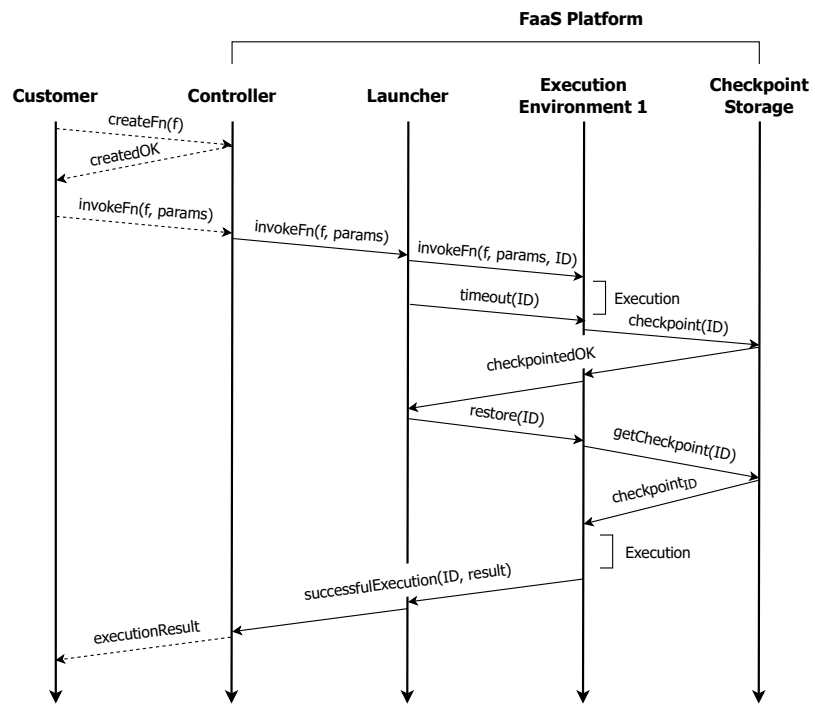 FaaS Platform
Customer
Controller
Launcher
Execution
Environment 1
Checkpoint
Storage
createFn(f)
createdOK
invokeFn(f, params)
invokeFn(f, params)
invokeFn(f, params, ID)
Execution
timeout(ID)
checkpoint(ID)
checkpointedOK
restore(ID)
getCheckpoint(ID)
checkpointID
Execution
successfulExecution(ID, result)
executionResult